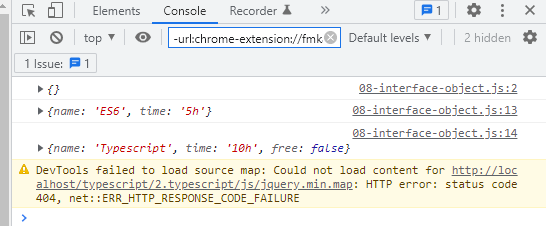 Elements Console Recorder 1
top -url:chrome-extension://fmk Default levels 2 hidden
1 Issue: 1
{} 08-interface-object.js:2
{name: 'ES6', time: '5h'} 08-interface-object.js:13
08-interface-object.js:14
{name: 'Typescript', time: '10h', free: false}
DevTools failed to load source map: Could not load content for http://loc
alhost/typescript/2.typescript/js/jquery.min.map: HTTP error: status code
404, net::ERR_HTTP_RESPONSE_CODE_FAILURE